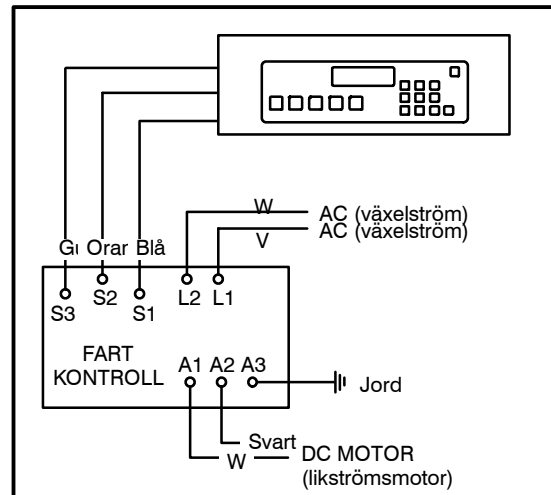 W
AC (växelström)
AC (växelström)
V
Orar Blå
S3
S2
S1
L2
L1
FART
KONTROLL
A1
A2
A3
Jord
Svart
W
DC MOTOR
(likströmsmotor)